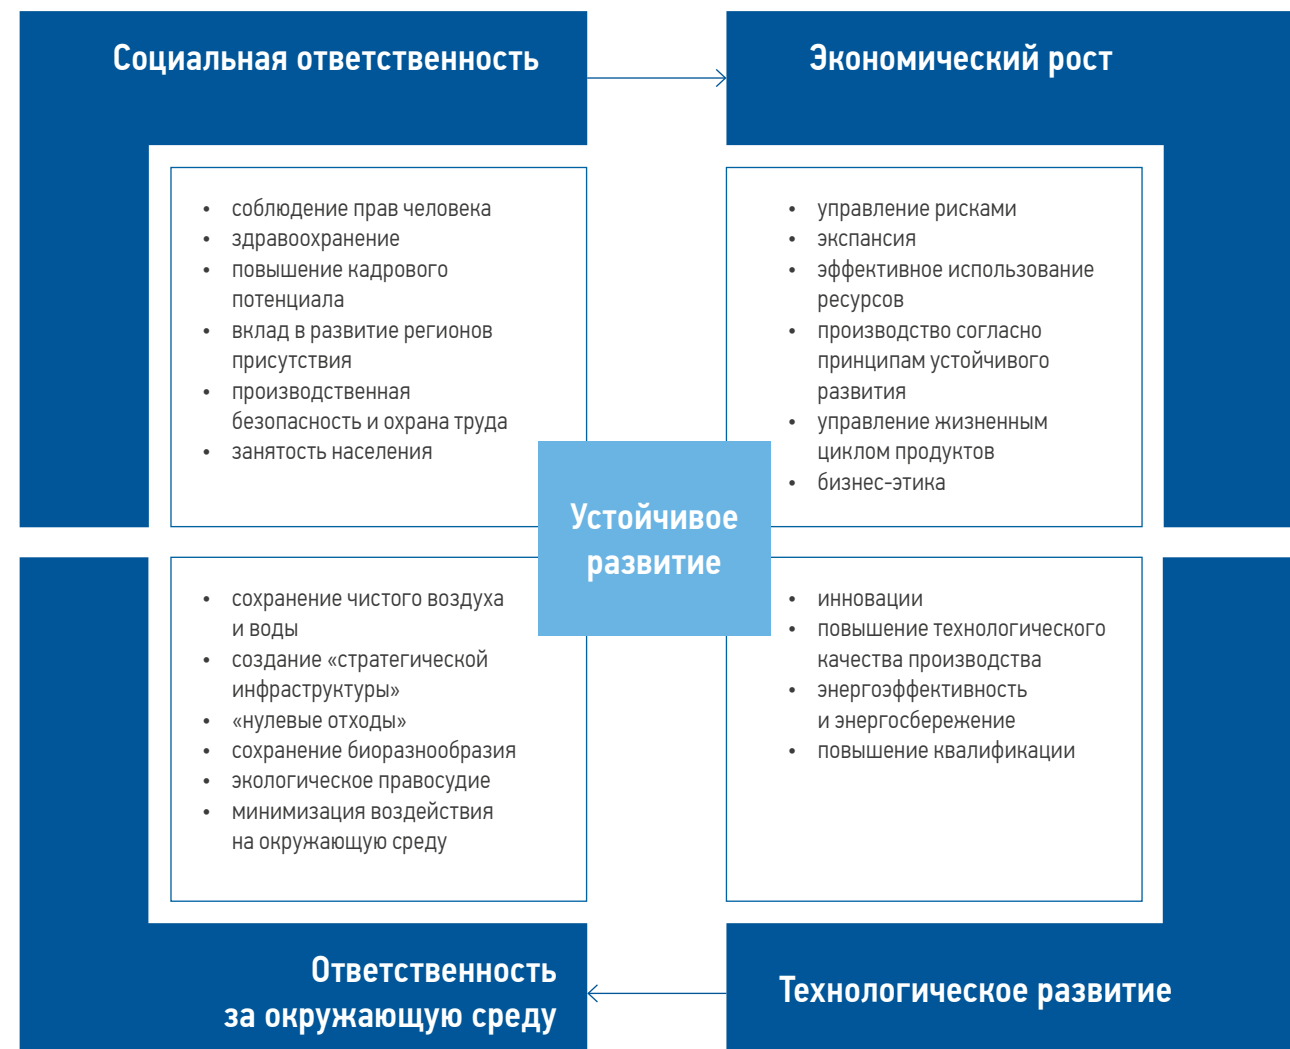 Социальная ответственность
• соблюдение прав человека
• здравоохранение
• повышение кадрового
потенциала
• вклад в развитие регионов
присутствия
• производственная
безопасность и охрана труда
• занятость населения
Экономический рост
• управление рисками
• экспансия
• эффективное использование
ресурсов
• производство согласно
принципам устойчивого
развития
• управление жизненным
циклом продуктов
• бизнес-этика
Устойчивое
развитие
• сохранение чистого воздуха
и воды
• создание «стратегической
инфраструктуры»
• «нулевые отходы»
• сохранение биоразнообразия
• экологическое правосудие
• минимизация воздействия
на окружающую среду
Ответственность
за окружающую среду
• инновации
• повышение технологического
качества производства
• энергоэффективность
и энергосбережение
• повышение квалификации
Технологическое развитие